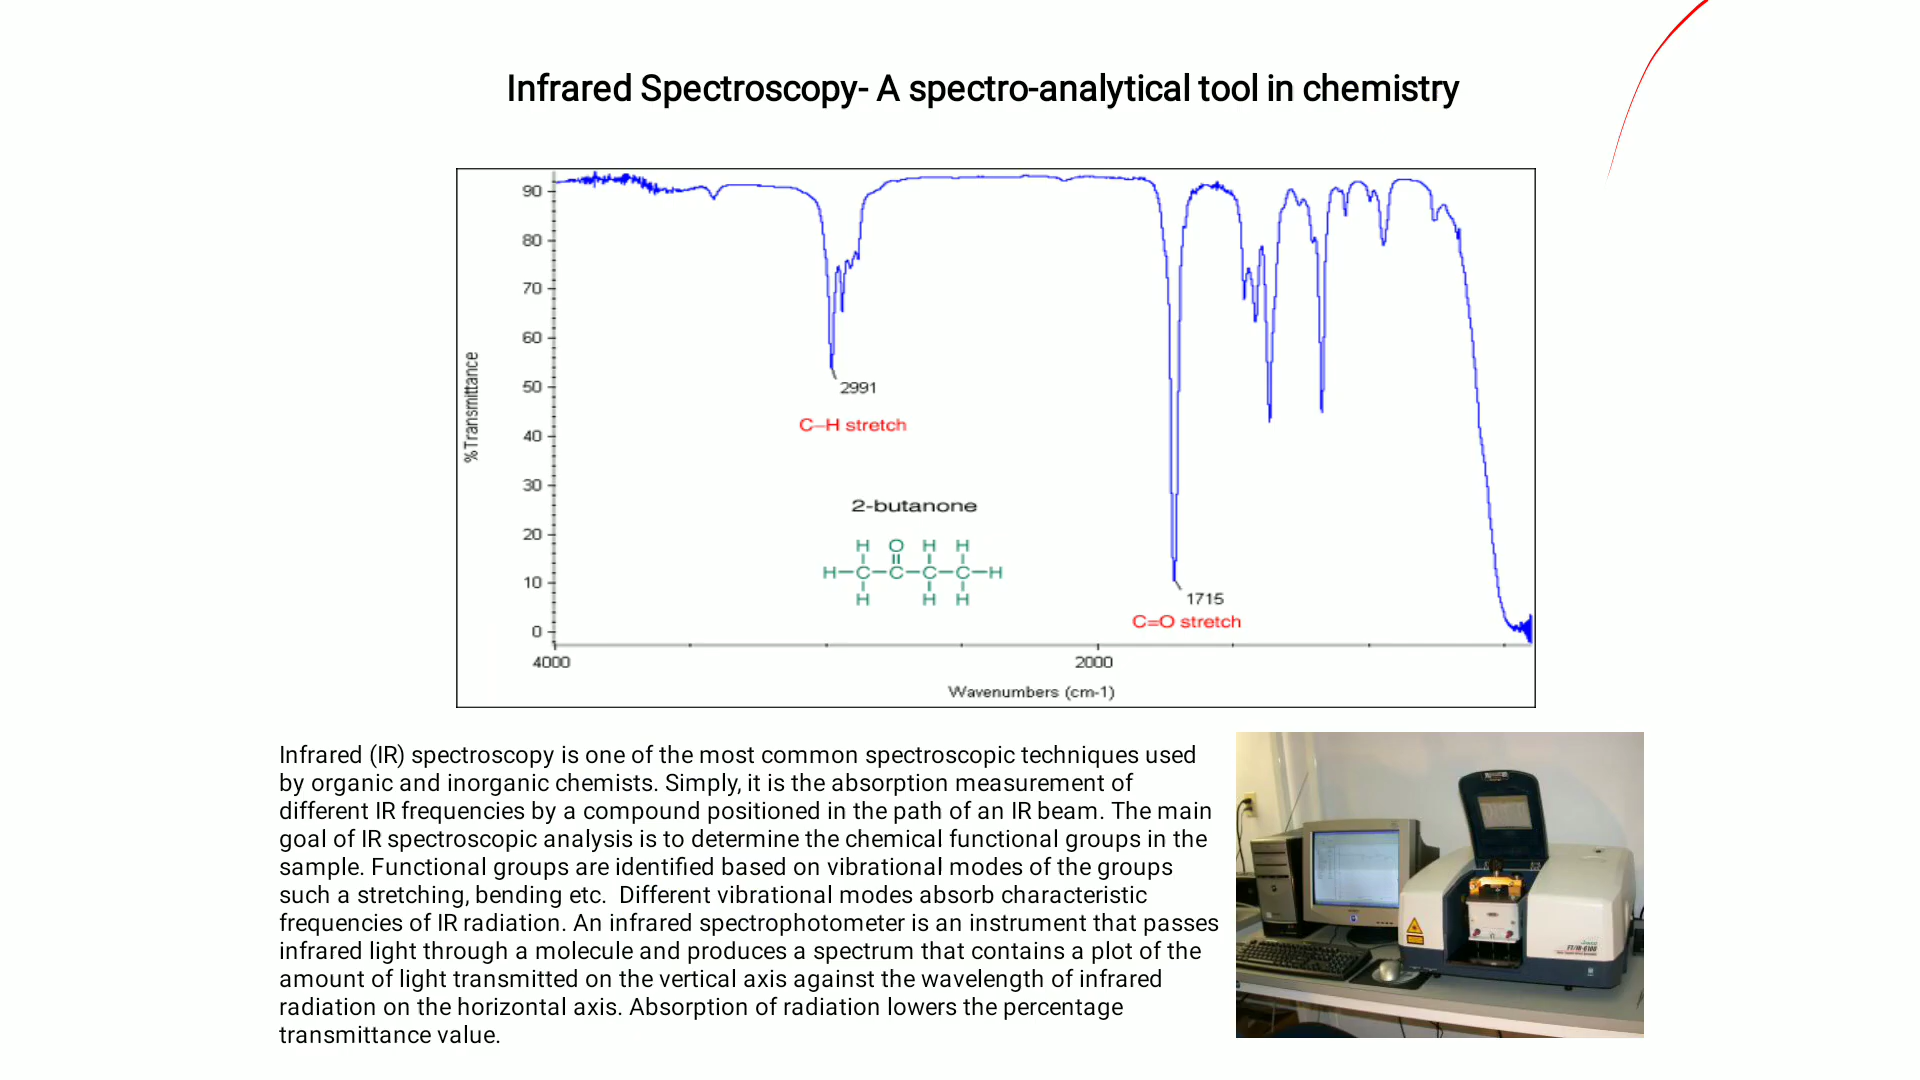 Infrared Spectroscopy- A spectro-analytical tool in chemistry
90
80
70
60
50
40
30
20
10
0
%Transmittance
2991
C–H stretch
2-butanone
H O H H
H–C–C–C–C–H
H H H
1715
C=O stretch
4000 2000
Wavenumbers (cm-1)
Infrared (IR) spectroscopy is one of the most common spectroscopic techniques used
by organic and inorganic chemists. Simply, it is the absorption measurement of
different IR frequencies by a compound positioned in the path of an IR beam. The main
goal of IR spectroscopic analysis is to determine the chemical functional groups in the
sample. Functional groups are identified based on vibrational modes of the groups
such a stretching, bending etc.  Different vibrational modes absorb characteristic
frequencies of IR radiation. An infrared spectrophotometer is an instrument that passes
infrared light through a molecule and produces a spectrum that contains a plot of the
amount of light transmitted on the vertical axis against the wavelength of infrared
radiation on the horizontal axis. Absorption of radiation lowers the percentage
transmittance value.